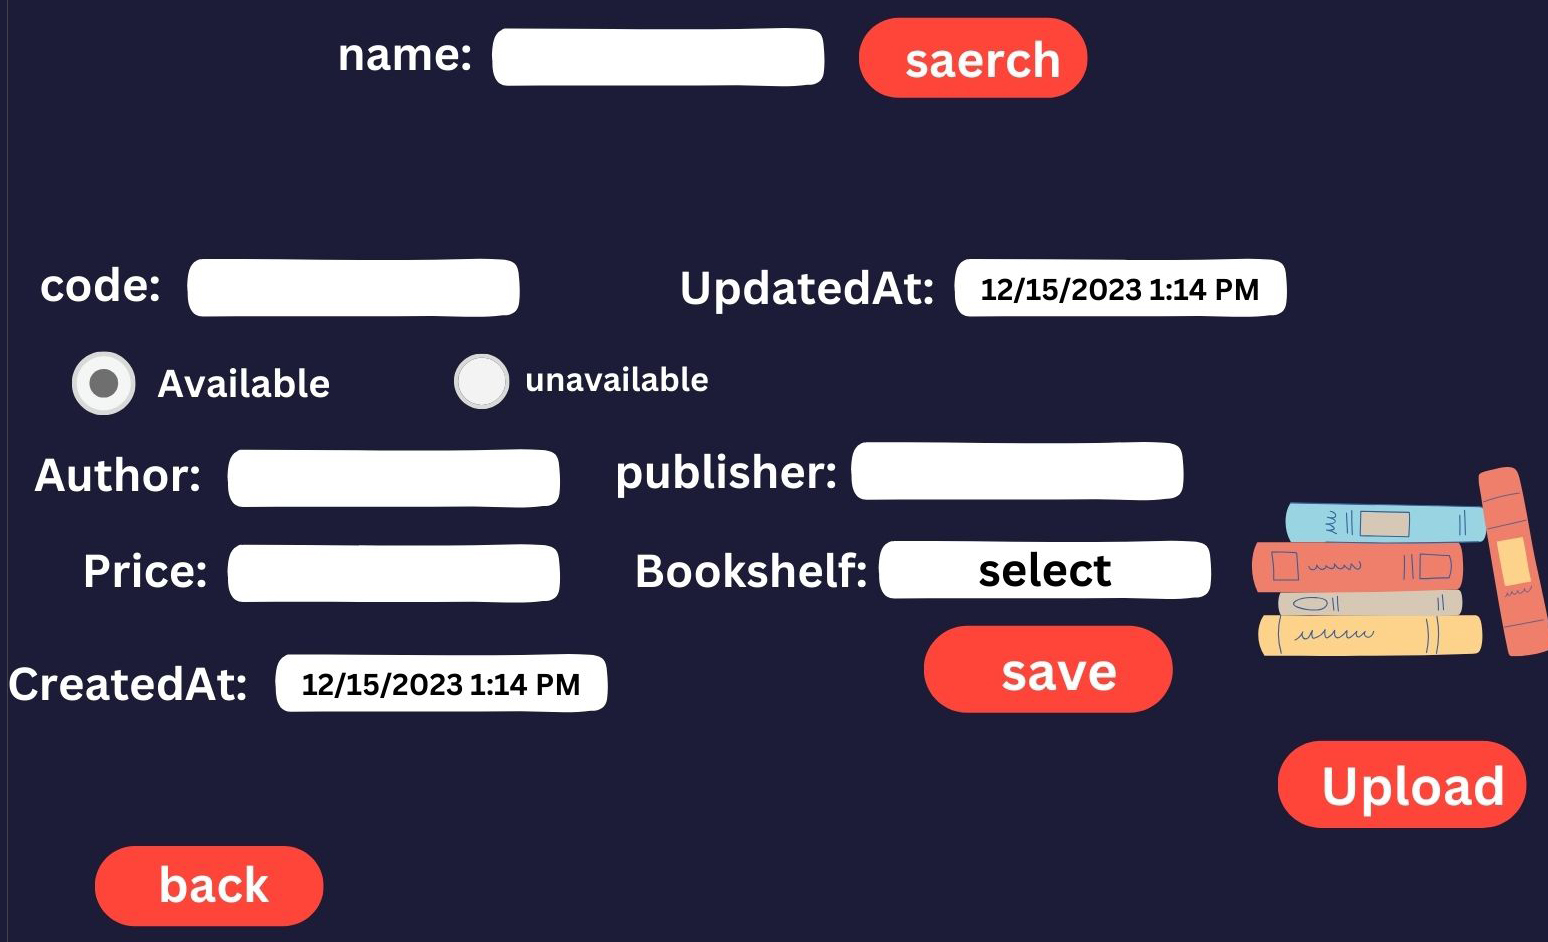 name:
saerch
code:
UpdatedAt: 12/15/2023 1:14 PM
Available
unavailable
Author:
publisher:
Price:
Bookshelf: select
CreatedAt: 12/15/2023 1:14 PM
save
Upload
back